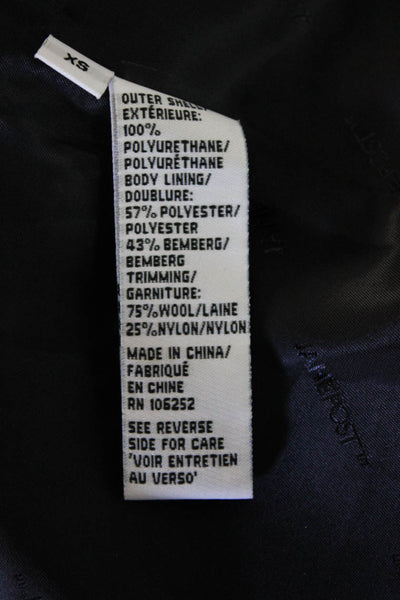 XS
OUTER SHELL/
EXTÉRIEURE:
100%
POLYURETHANE/
POLYURÉTHANE
BODY LINING/
DOUBLURE:
57% POLYESTER/
POLYESTER
43% BEMBERG/
BEMBERG
TRIMMING/
GARNITURE:
75% WOOL/LAINE
25% NYLON/NYLON
MADE IN CHINA/
FABRIQUÉ
EN CHINE
RN 106252
SEE REVERSE
SIDE FOR CARE
'VOIR ENTRETIEN
AU VERSO'
JANE POST™